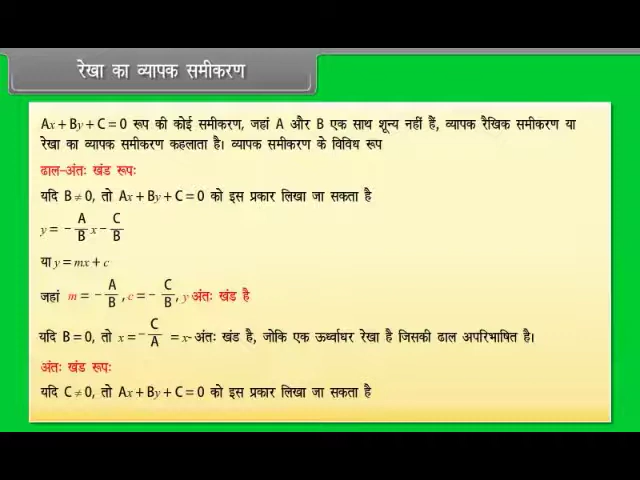 रेखा का व्यापक समीकरण
Ax + By + C = 0 रूप की कोई समीकरण, जहां A और B एक साथ शून्य नहीं हैं, व्यापक रैखिक समीकरण या
रेखा का व्यापक समीकरण कहलाता है। व्यापक समीकरण के विविध रूप
ढाल-अंतः खंड रूपः
यदि B ≠ 0, तो Ax + By + C = 0 को इस प्रकार लिखा जा सकता है
y = - A/B x - C/B
या y = mx + c
जहां m = - A/B , c = - C/B , y अंतः खंड है
यदि B = 0, तो x = - C/A = x- अंतः खंड है, जोकि एक ऊर्ध्वाधर रेखा है जिसकी ढाल अपरिभाषित है।
अंतः खंड रूपः
यदि C ≠ 0, तो Ax + By + C = 0 को इस प्रकार लिखा जा सकता है